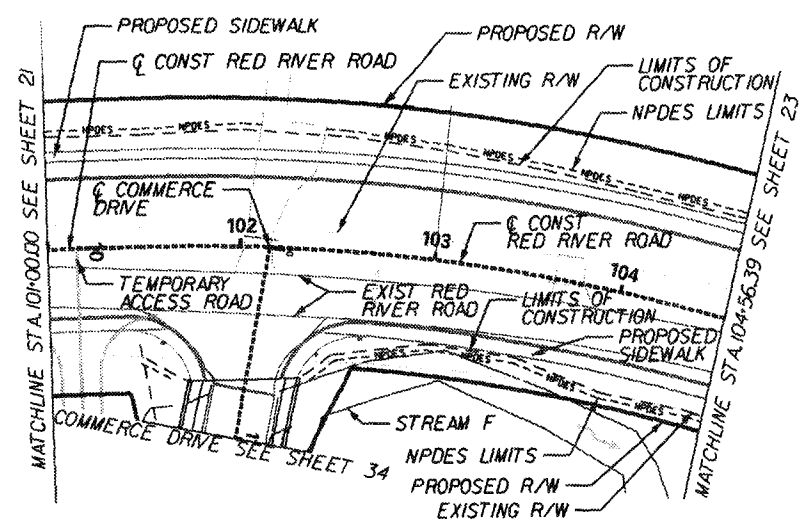 PROPOSED SIDEWALK
℄ CONST RED RIVER ROAD
PROPOSED R/W
EXISTING R/W
LIMITS OF
CONSTRUCTION
NPDES LIMITS
MATCHLINE STA.101+00.00 SEE SHEET 21
MATCHLINE STA.104+56.39 SEE SHEET 23
NPDES
NPDES
NPDES
NPDES
NPDES
NPDES
℄ COMMERCE
DRIVE
102
103
104
℄ CONST
RED RIVER ROAD
TEMPORARY
ACCESS ROAD
EXIST RED
RIVER ROAD
LIMITS OF
CONSTRUCTION
PROPOSED
SIDEWALK
NPDES
NPDES
NPDES
NPDES
COMMERCE DRIVE SEE SHEET 34
STREAM F
NPDES LIMITS
PROPOSED R/W
EXISTING R/W